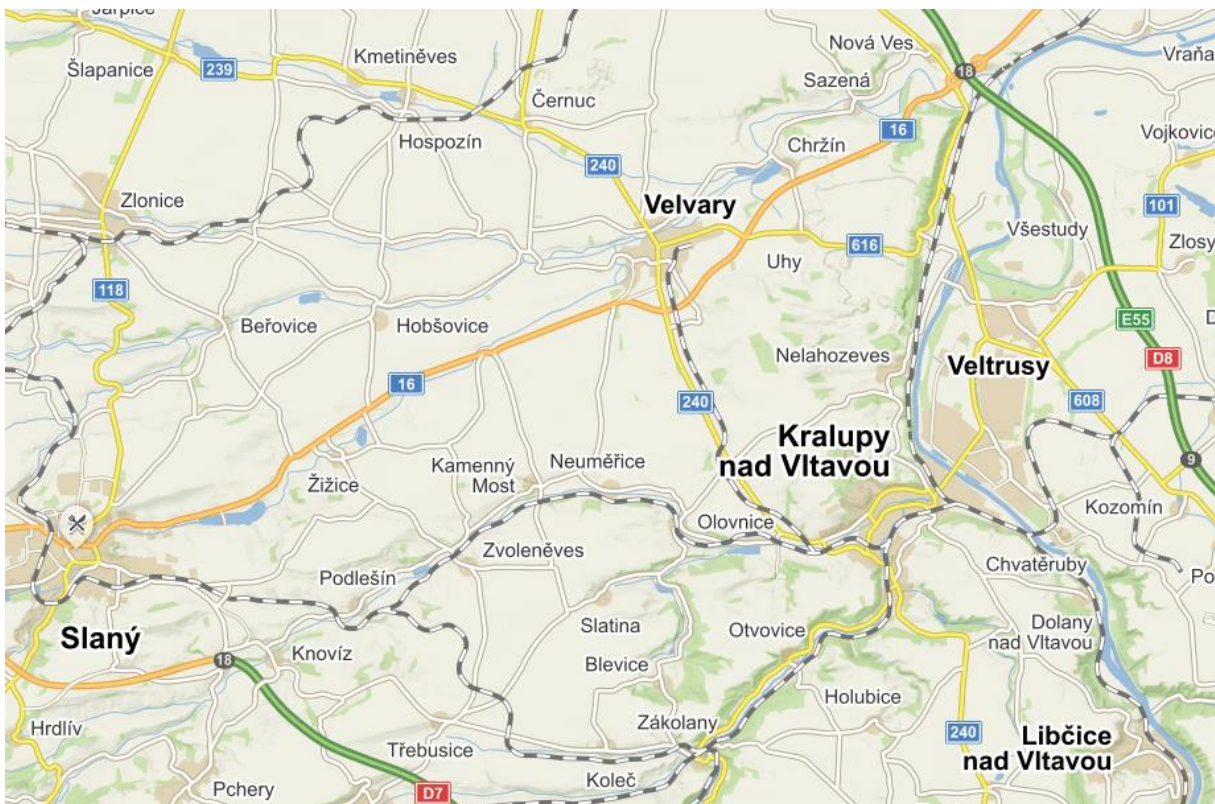 Jarpice
Šlapanice
239
Kmetiněves
Černuc
Hospozín
Nová Ves
18
Sazená
Vraňa
16
Chržín
Vojkovice
240
Zlonice
Velvary
101
Všestudy
616
Uhy
Zlosy
118
Beřovice
Hobšovice
E55
D8
Nelahozeves
Veltrusy
16
240
608
Kralupy
nad Vltavou
Neuměřice
Kamenný
Most
9
Žižice
Kozomín
Olovnice
Zvoleněves
Chvatěruby
Podlešín
Po
Slaný
Slatina
Otvovice
Dolany
nad Vltavou
Knovíz
18
Blevice
Holubice
Hrdlív
Zákolany
240
Libčice
nad Vltavou
Třebusice
Koleč
Pchery
D7